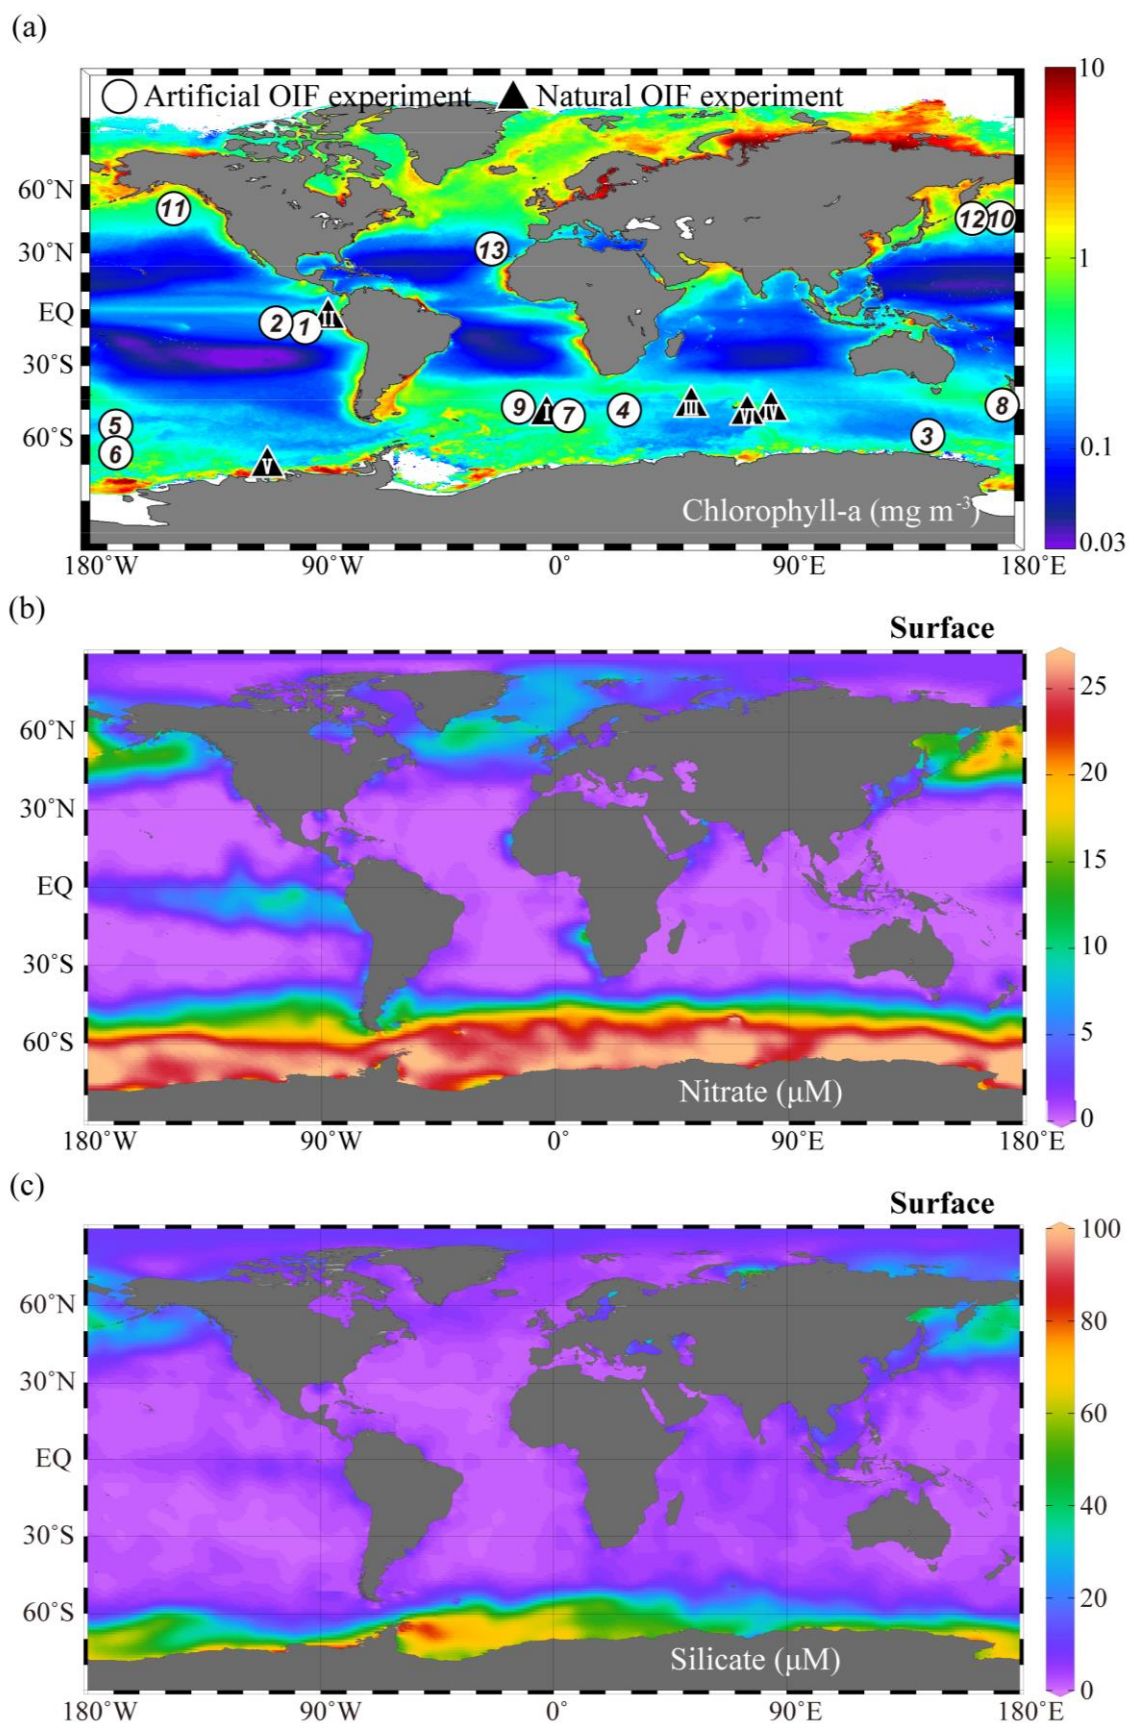 (a)
Artificial OIF experiment Natural OIF experiment
10
60°N
11
12 10
30°N
13
1
EQ
II
2 1
30°S
9 I 7 4 III VI IV 8
5
3
0.1
60°S
6
V
Chlorophyll-a (mg m⁻³)
0.03
180°W 90°W 0° 90°E 180°E
(b)
Surface
25
60°N
20
30°N
15
EQ
10
30°S
5
60°S
Nitrate (μM)
0
180°W 90°W 0° 90°E 180°E
(c)
Surface
100
60°N
80
30°N
60
EQ
40
30°S
20
60°S
Silicate (μM)
0
180°W 90°W 0° 90°E 180°E